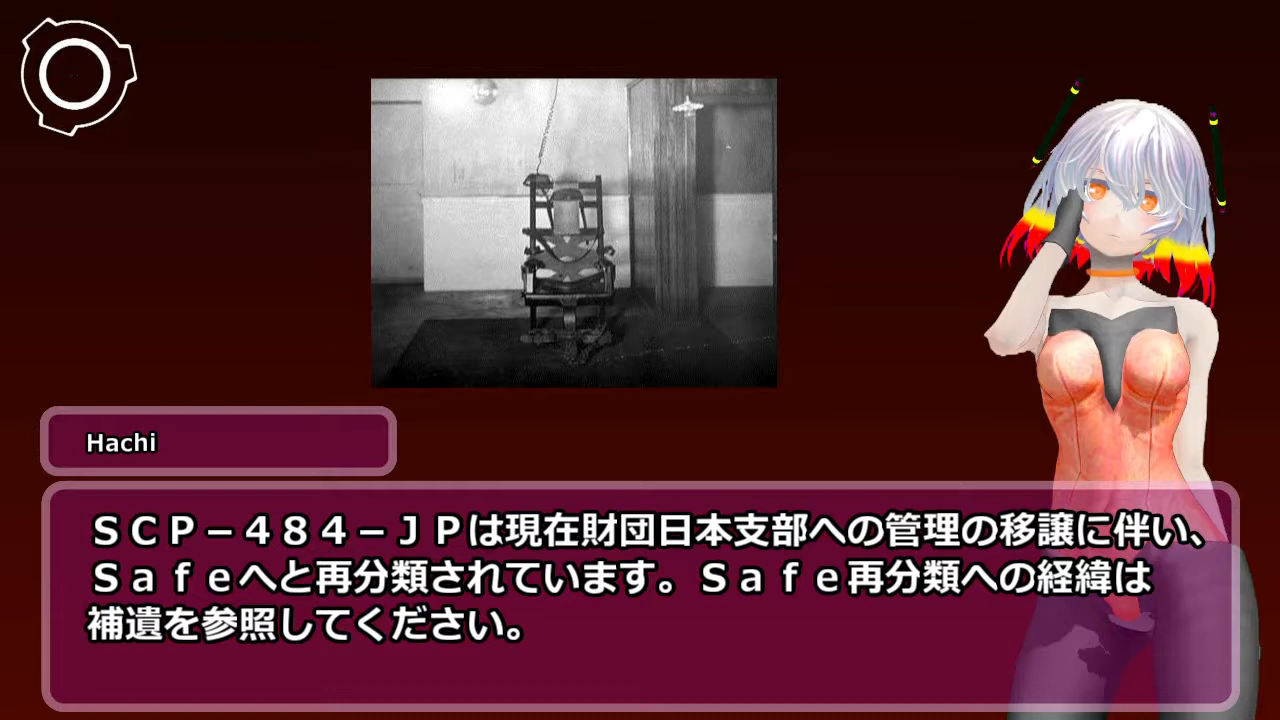 Hachi
ＳＣＰ－４８４－ＪＰは現在財団日本支部への管理の移譲に伴い、
Ｓａｆｅへと再分類されています。Ｓａｆｅ再分類への経緯は
補遺を参照してください。